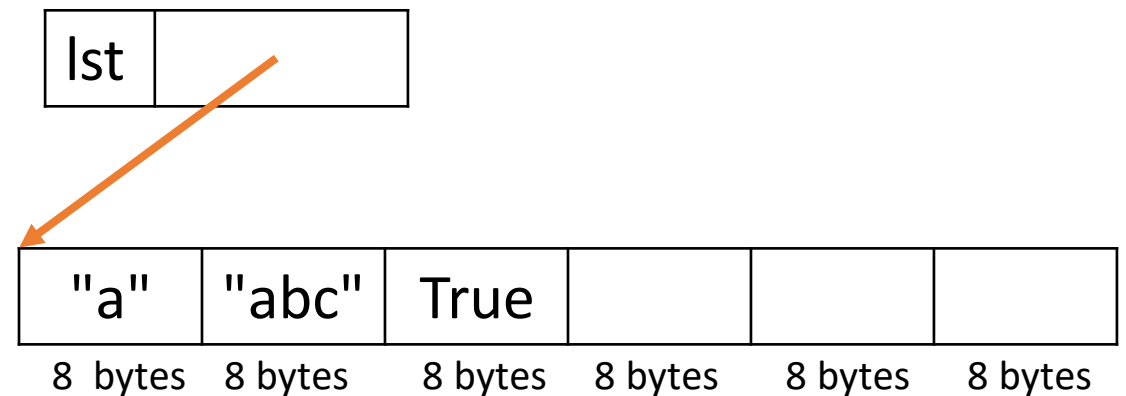 lst
"a" "abc" True
8 bytes 8 bytes 8 bytes 8 bytes 8 bytes 8 bytes